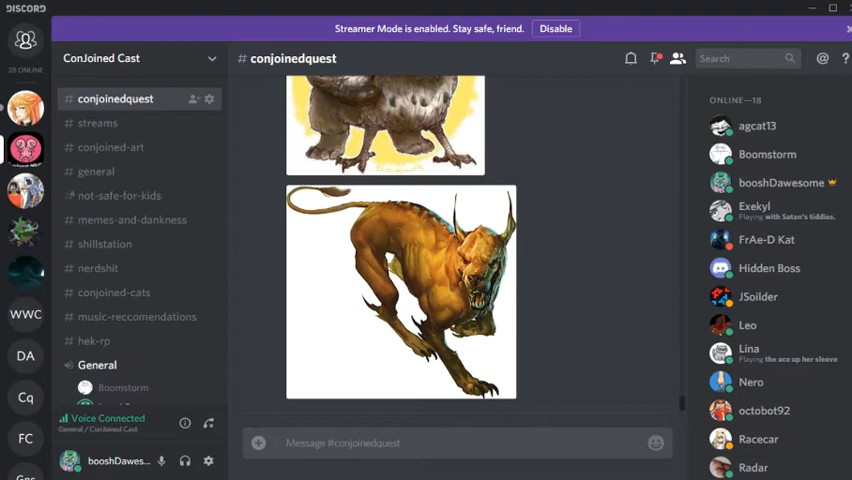 DISCORD
Streamer Mode is enabled. Stay safe, friend.
Disable
28 ONLINE
WWC
DA
Cq
FC
ConJoined Cast
# conjoinedquest
# streams
# conjoined-art
# general
# not-safe-for-kids
# memes-and-dankness
# shillstation
# nerdshit
# conjoined-cats
# music-reccomendations
# hek-rp
General
Boomstorm
Voice Connected
General / ConJoined Cast
booshDawes...
# conjoinedquest
Search
Message #conjoinedquest
ONLINE—18
agcat13
Boomstorm
booshDawesome
Exekyl
Playing with Satan's tiddies.
FrAe-D Kat
Hidden Boss
JSoilder
Leo
Lina
Playing the ace up her sleeve
Nero
octobot92
Racecar
Radar